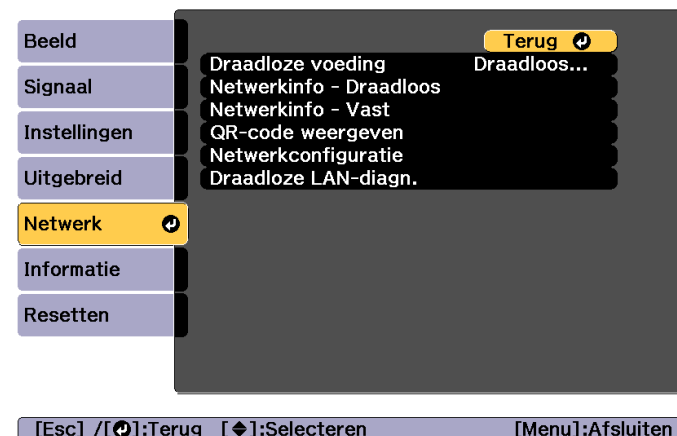 Beeld
Signaal
Instellingen
Uitgebreid
Netwerk
Informatie
Resetten
Terug
Draadloze voeding Draadloos...
Netwerkinfo - Draadloos
Netwerkinfo - Vast
QR-code weergeven
Netwerkconfiguratie
Draadloze LAN-diagn.
[Esc] /[ ]:Terug [ ]:Selecteren [Menu]:Afsluiten